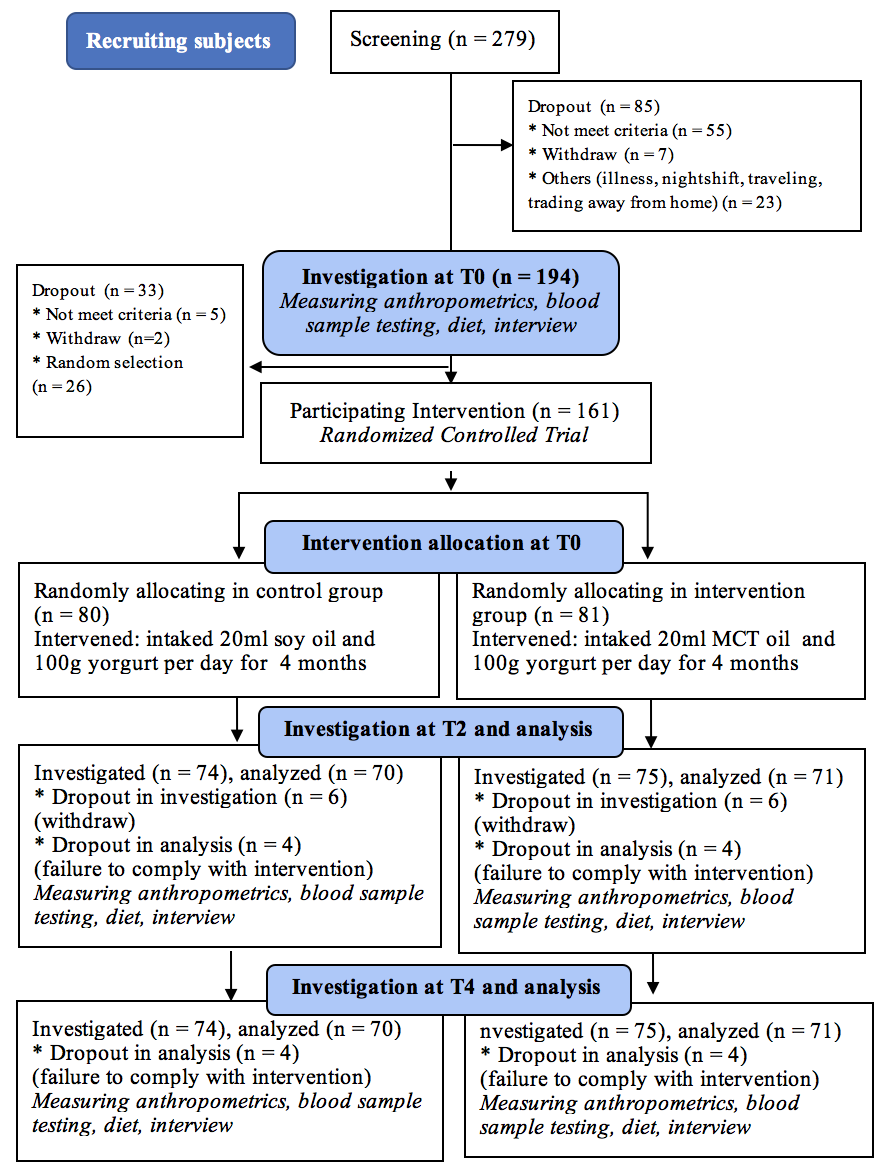 Recruiting subjects
Screening (n = 279)
Dropout (n = 85)
* Not meet criteria (n = 55)
* Withdraw (n = 7)
* Others (illness, nightshift, traveling,
trading away from home) (n = 23)
Investigation at T0 (n = 194)
Measuring anthropometrics, blood
sample testing, diet, interview
Dropout (n = 33)
* Not meet criteria (n = 5)
* Withdraw (n=2)
* Random selection
(n = 26)
Participating Intervention (n = 161)
Randomized Controlled Trial
Intervention allocation at T0
Randomly allocating in control group
(n = 80)
Intervened: intaked 20ml soy oil and
100g yorgurt per day for 4 months
Randomly allocating in intervention
group (n = 81)
Intervened: intaked 20ml MCT oil and
100g yorgurt per day for 4 months
Investigation at T2 and analysis
Investigated (n = 74), analyzed (n = 70)
* Dropout in investigation (n = 6)
(withdraw)
* Dropout in analysis (n = 4)
(failure to comply with intervention)
Measuring anthropometrics, blood sample
testing, diet, interview
Investigated (n = 75), analyzed (n = 71)
* Dropout in investigation (n = 6)
(withdraw)
* Dropout in analysis (n = 4)
(failure to comply with intervention)
Measuring anthropometrics, blood
sample testing, diet, interview
Investigation at T4 and analysis
Investigated (n = 74), analyzed (n = 70)
* Dropout in analysis (n = 4)
(failure to comply with intervention)
Measuring anthropometrics, blood sample
testing, diet, interview
nvestigated (n = 75), analyzed (n = 71)
* Dropout in analysis (n = 4)
(failure to comply with intervention)
Measuring anthropometrics, blood
sample testing, diet, interview